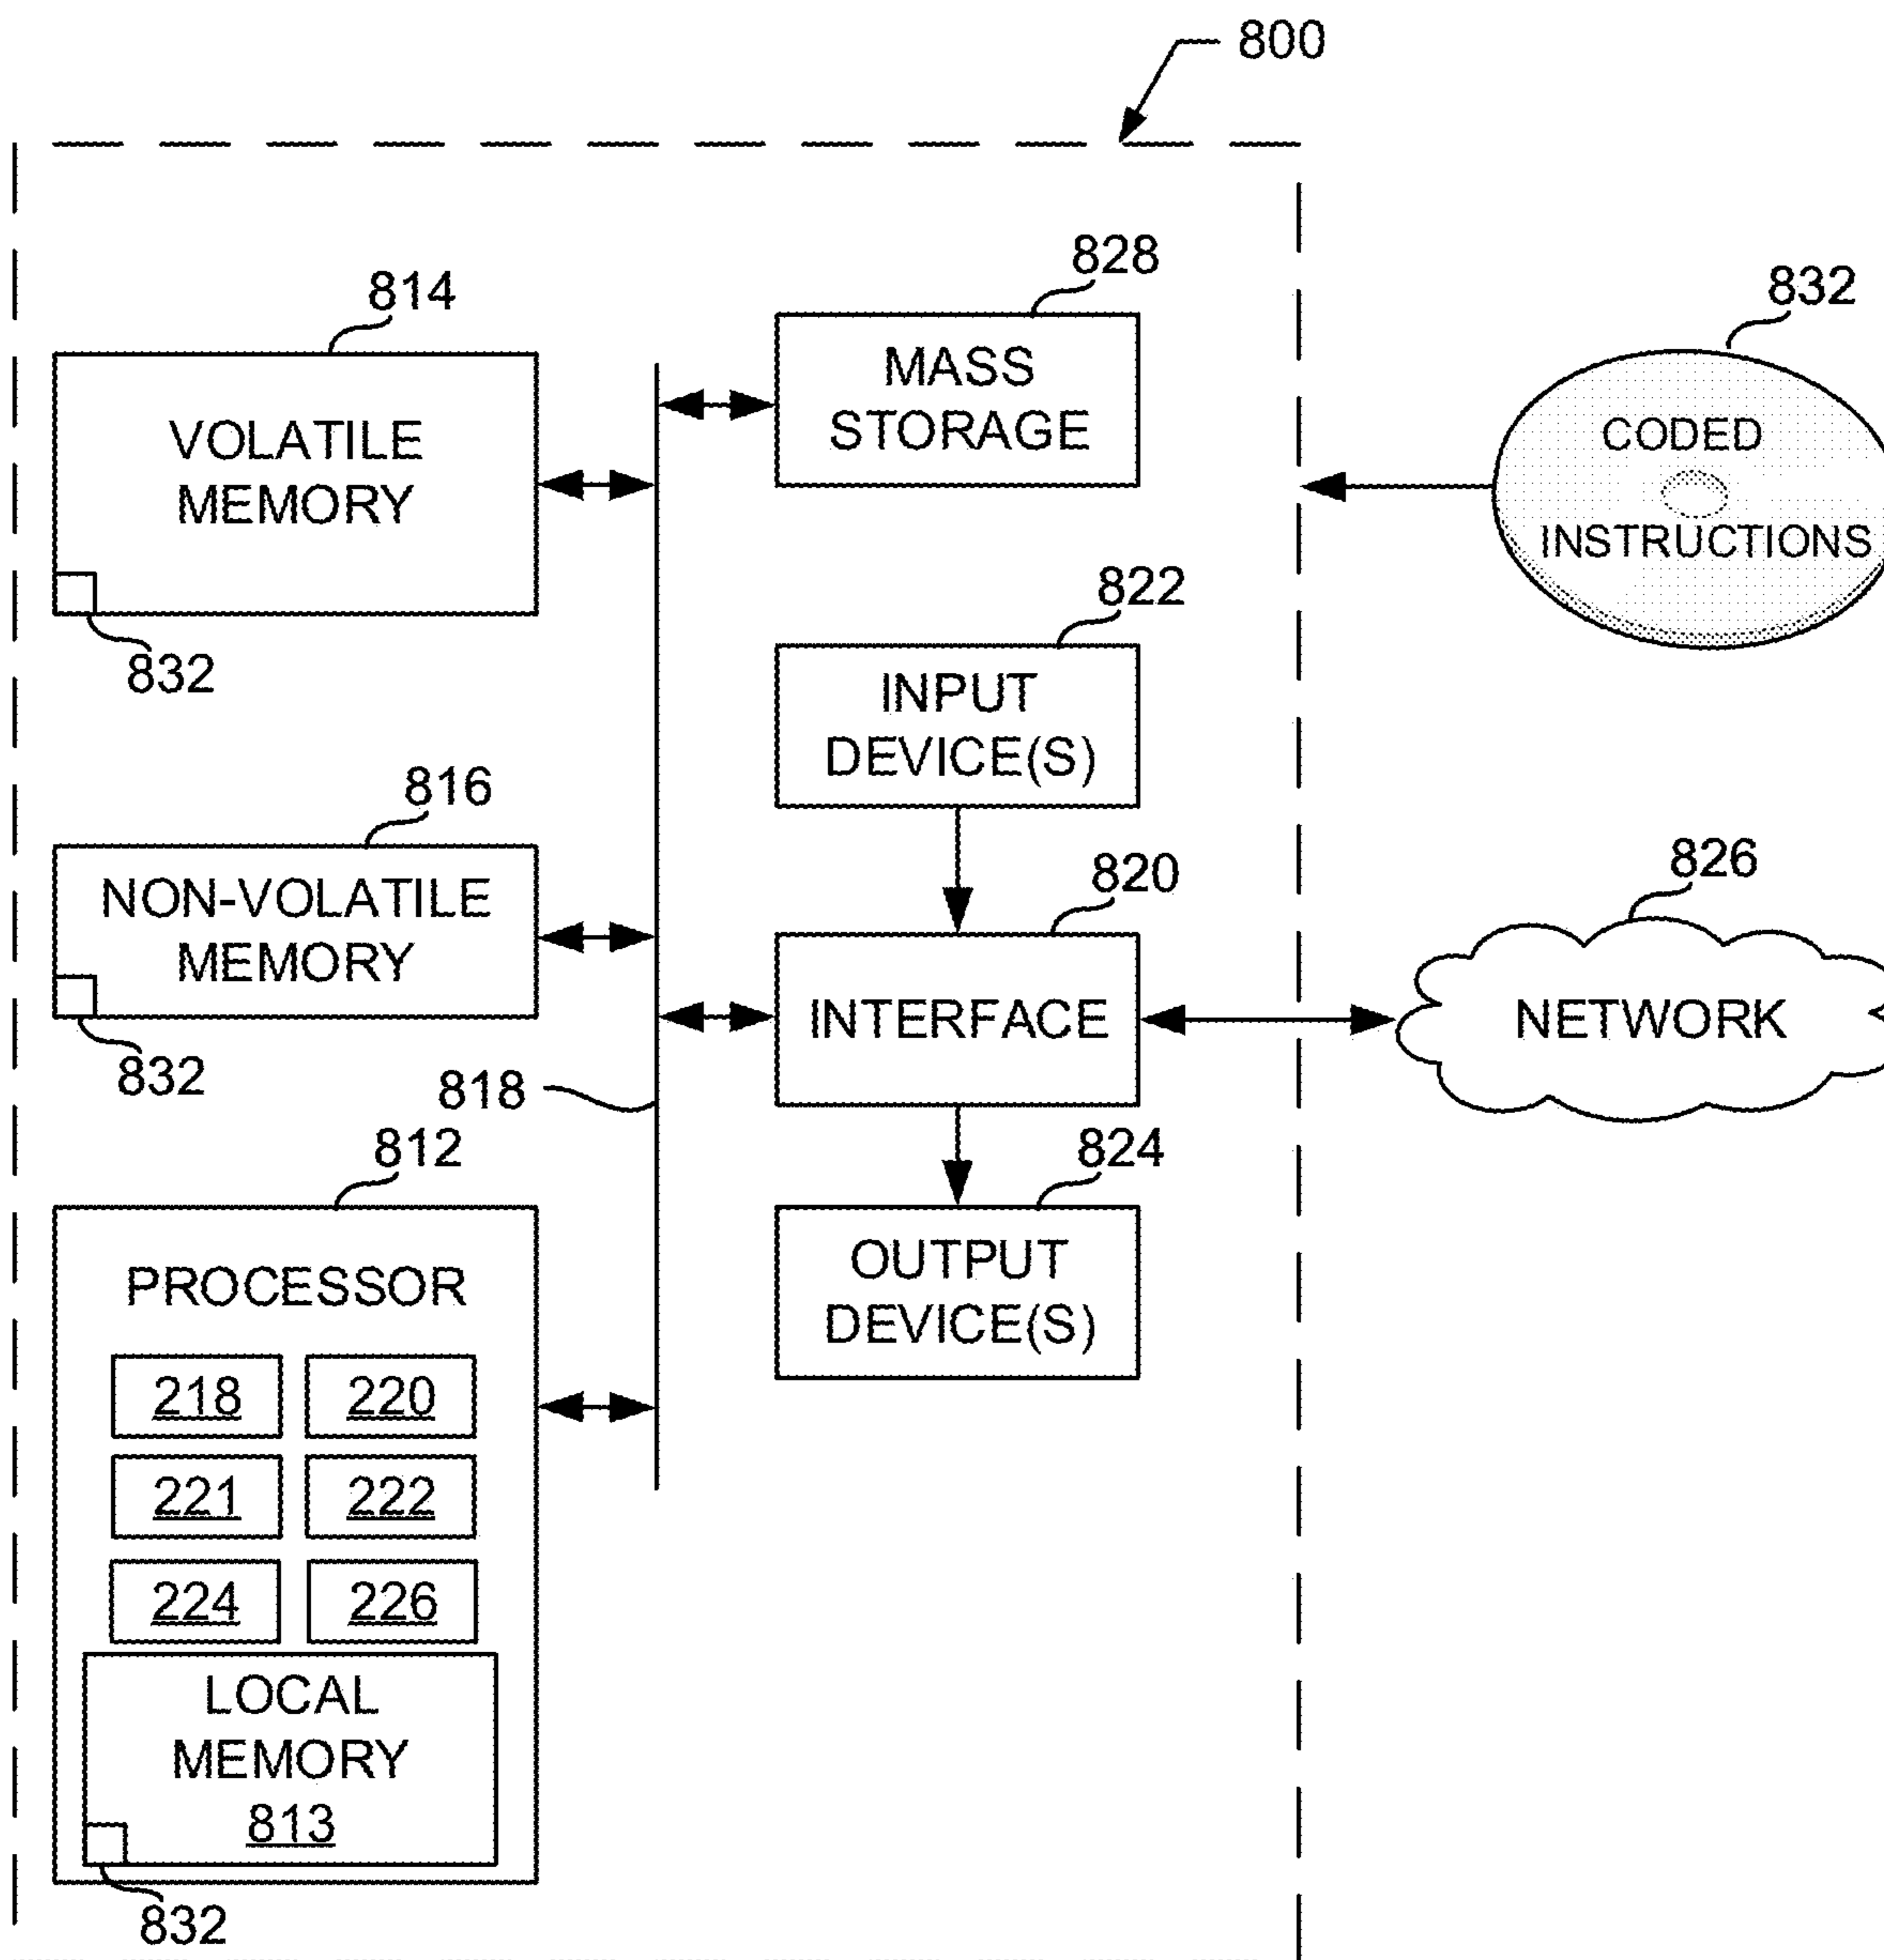 800
814
VOLATILE
MEMORY
832
828
MASS
STORAGE
832
CODED
INSTRUCTIONS
822
INPUT
DEVICE(S)
816
NON-VOLATILE
MEMORY
832
820
INTERFACE
826
NETWORK
818
812
PROCESSOR
218 220
221 222
224 226
LOCAL
MEMORY
813
832
824
OUTPUT
DEVICE(S)